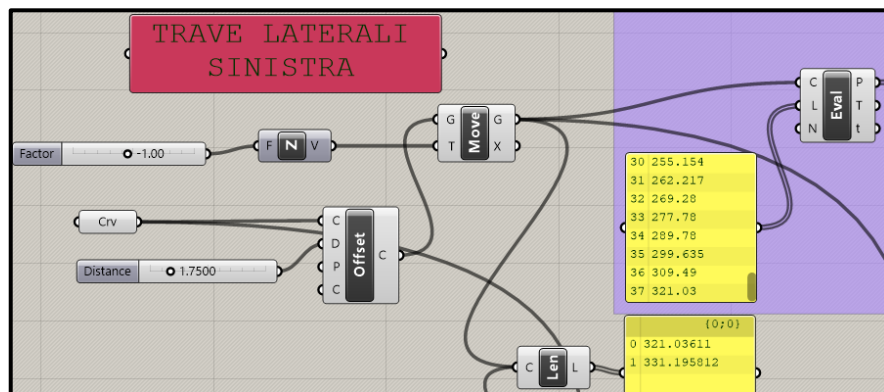 TRAVE LATERALI
SINISTRA
Factor -1.00
F Z V
G Move G
T X
C Eval P
L T
N t
Crv
Distance 1.7500
C Offset C
D
P
C
30 255.154
31 262.217
32 269.28
33 277.78
34 289.78
35 299.635
36 309.49
37 321.03
{0;0}
0 321.03611
1 331.195812
C Len L